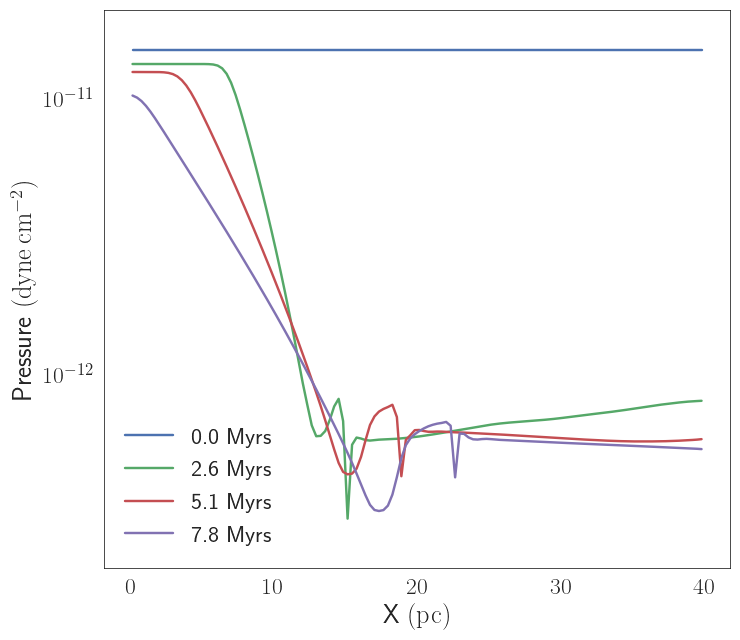 10⁻¹¹
10⁻¹²
Pressure (dyne cm⁻²)
0.0 Myrs
2.6 Myrs
5.1 Myrs
7.8 Myrs
0 10 20 30 40
X (pc)